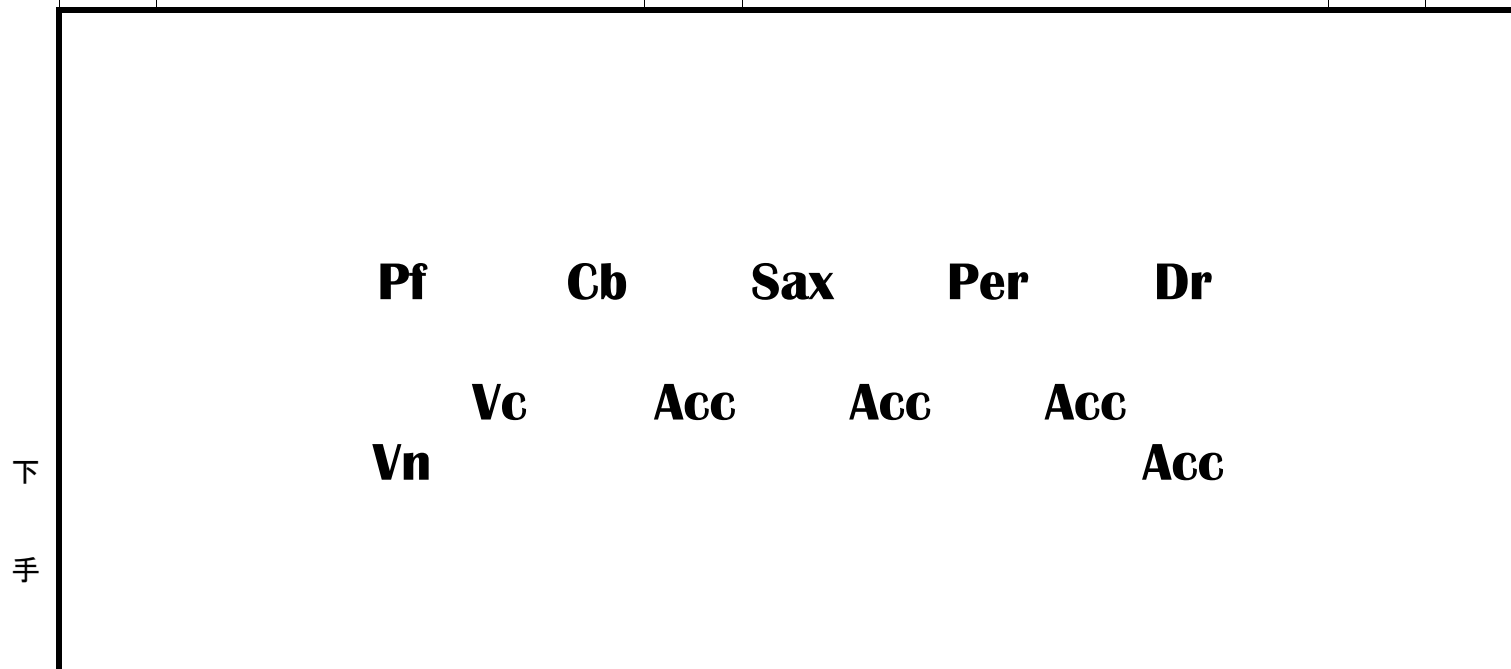 Pf Cb Sax Per Dr
Vc Acc Acc Acc
Vn Acc
下
手